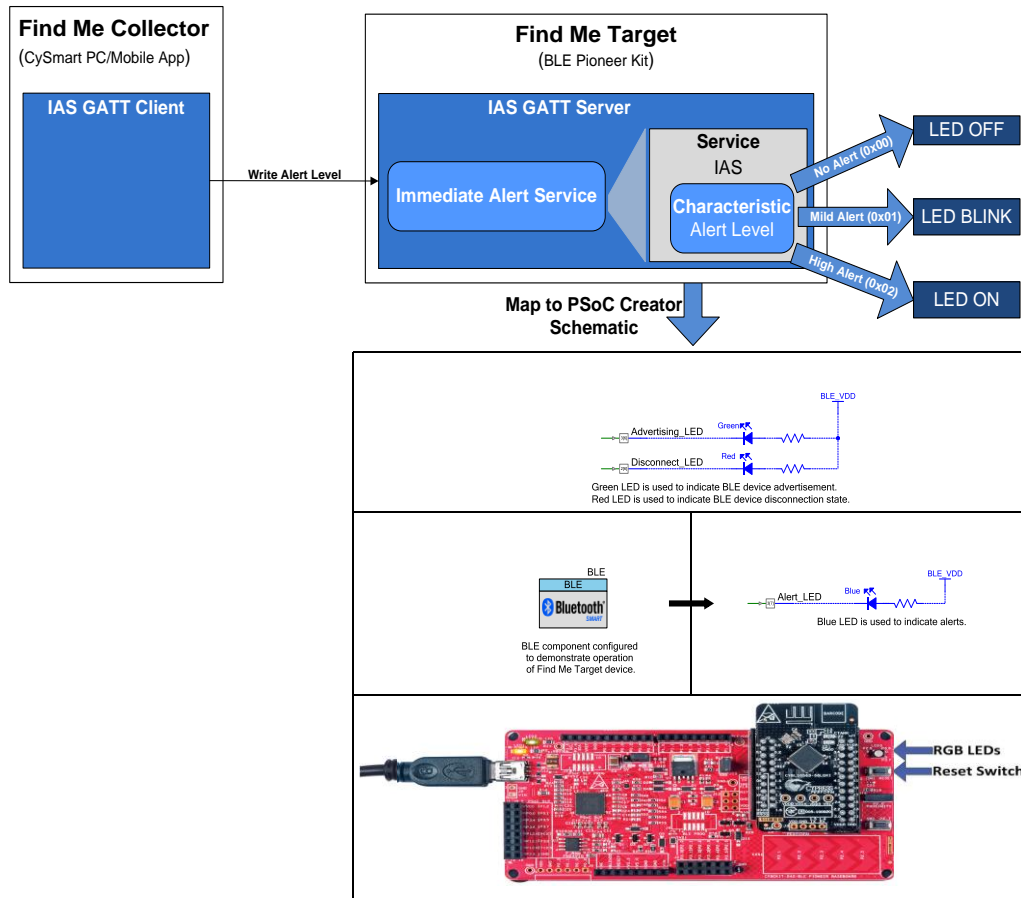 Find Me Collector
(CySmart PC/Mobile App)
IAS GATT Client
Write Alert Level
Find Me Target
(BLE Pioneer Kit)
IAS GATT Server
Immediate Alert Service
Service
IAS
Characteristic
Alert Level
No Alert (0x00)
Mild Alert (0x01)
High Alert (0x02)
LED OFF
LED BLINK
LED ON
Map to PSoC Creator
Schematic
BLE_VDD
Green
Advertising_LED
Red
Disconnect_LED
Green LED is used to indicate BLE device advertisement.
Red LED is used to indicate BLE device disconnection state.
BLE
BLE
Bluetooth
SMART
BLE component configured
to demonstrate operation
of Find Me Target device.
BLE_VDD
Blue
Alert_LED
Blue LED is used to indicate alerts.
RGB LEDs
Reset Switch